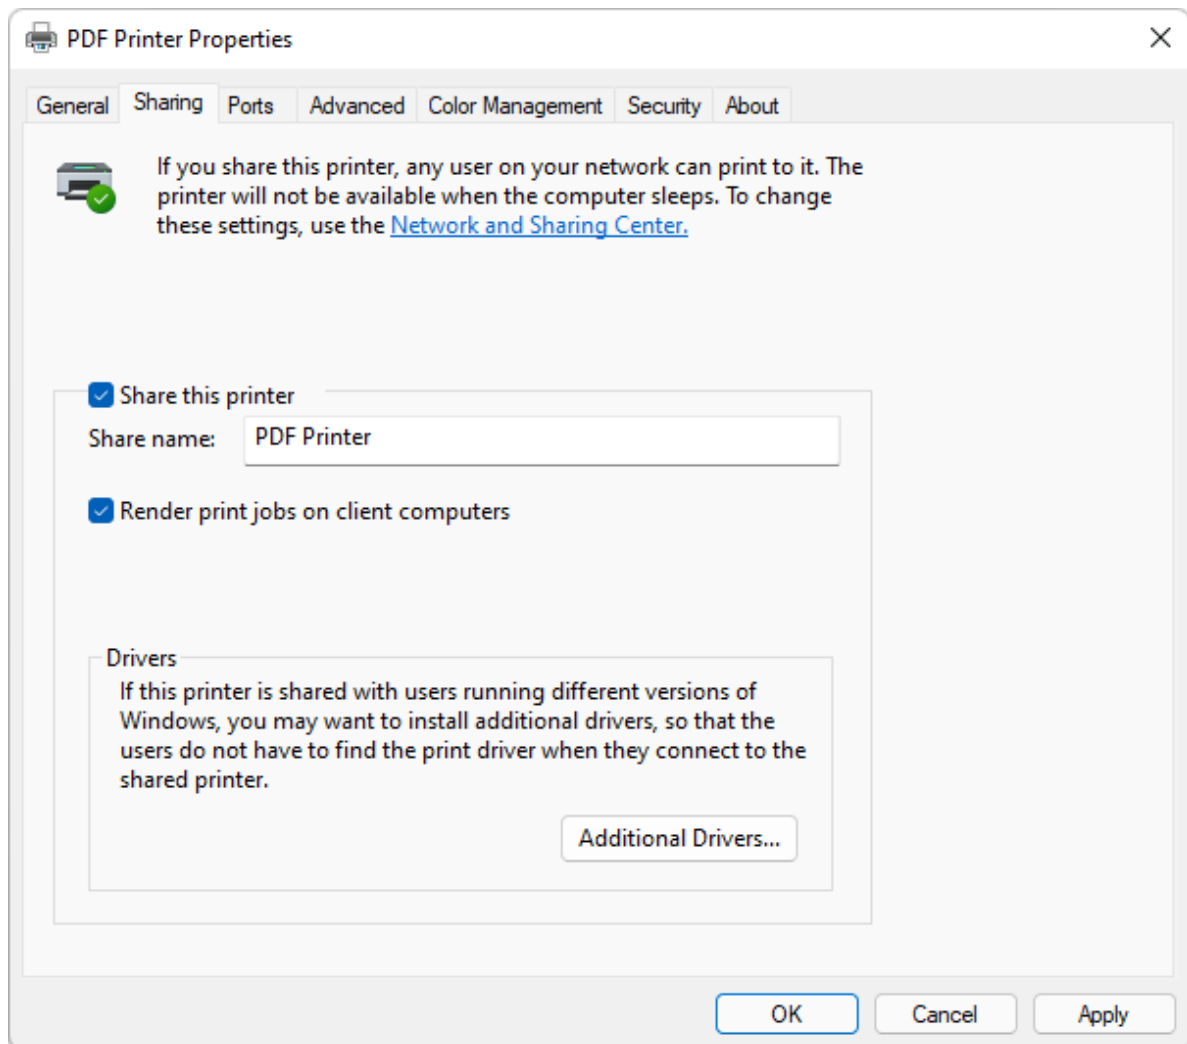 PDF Printer Properties
General Sharing Ports Advanced Color Management Security About
If you share this printer, any user on your network can print to it. The
printer will not be available when the computer sleeps. To change
these settings, use the Network and Sharing Center.
Share this printer
Share name: PDF Printer
Render print jobs on client computers
Drivers
If this printer is shared with users running different versions of
Windows, you may want to install additional drivers, so that the
users do not have to find the print driver when they connect to the
shared printer.
Additional Drivers...
OK Cancel Apply